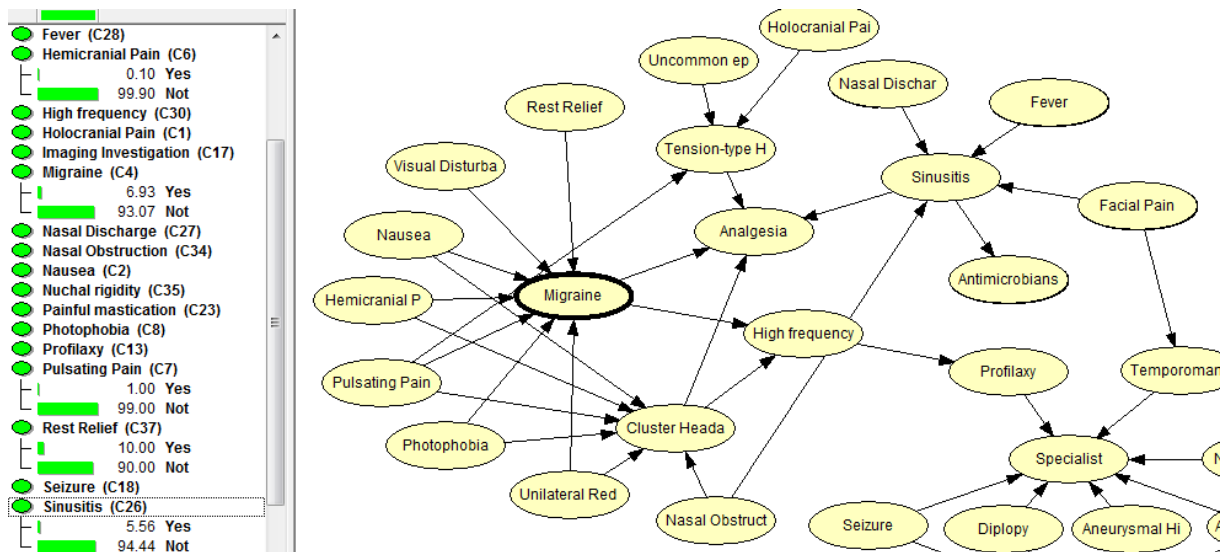 Fever (C28)
Hemicranial Pain (C6)
0.10 Yes
99.90 Not
High frequency (C30)
Holocranial Pain (C1)
Imaging Investigation (C17)
Migraine (C4)
6.93 Yes
93.07 Not
Nasal Discharge (C27)
Nasal Obstruction (C34)
Nausea (C2)
Nuchal rigidity (C35)
Painful mastication (C23)
Photophobia (C8)
Profilaxy (C13)
Pulsating Pain (C7)
1.00 Yes
99.00 Not
Rest Relief (C37)
10.00 Yes
90.00 Not
Seizure (C18)
Sinusitis (C26)
5.56 Yes
94.44 Not
Holocranial Pai
Uncommon ep
Nasal Dischar
Fever
Rest Relief
Tension-type H
Visual Disturba
Sinusitis
Facial Pain
Nausea
Analgesia
Antimicrobians
Hemicranial P
Migraine
High frequency
Pulsating Pain
Profilaxy
Temporoman
Cluster Heada
Photophobia
Specialist
N
Unilateral Red
Nasal Obstruct
Seizure
Diplopy
Aneurysmal Hi
A